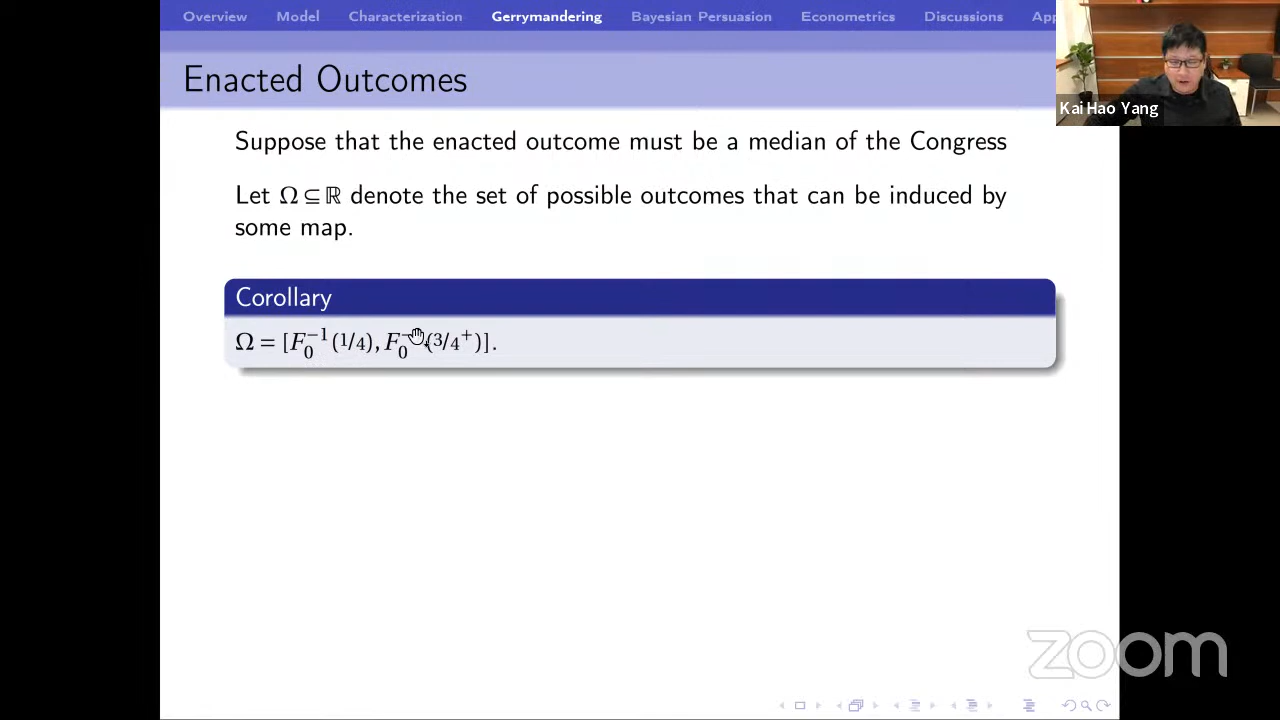 Overview Model Characterization Gerrymandering Bayesian Persuasion Econometrics Discussions
Enacted Outcomes
Kai Hao Yang
Suppose that the enacted outcome must be a median of the Congress
Let Ω ⊆ ℝ denote the set of possible outcomes that can be induced by
some map.
Corollary
Ω = [F₀⁻¹(1/4), F₀⁻¹(3/4⁺)].
zoom